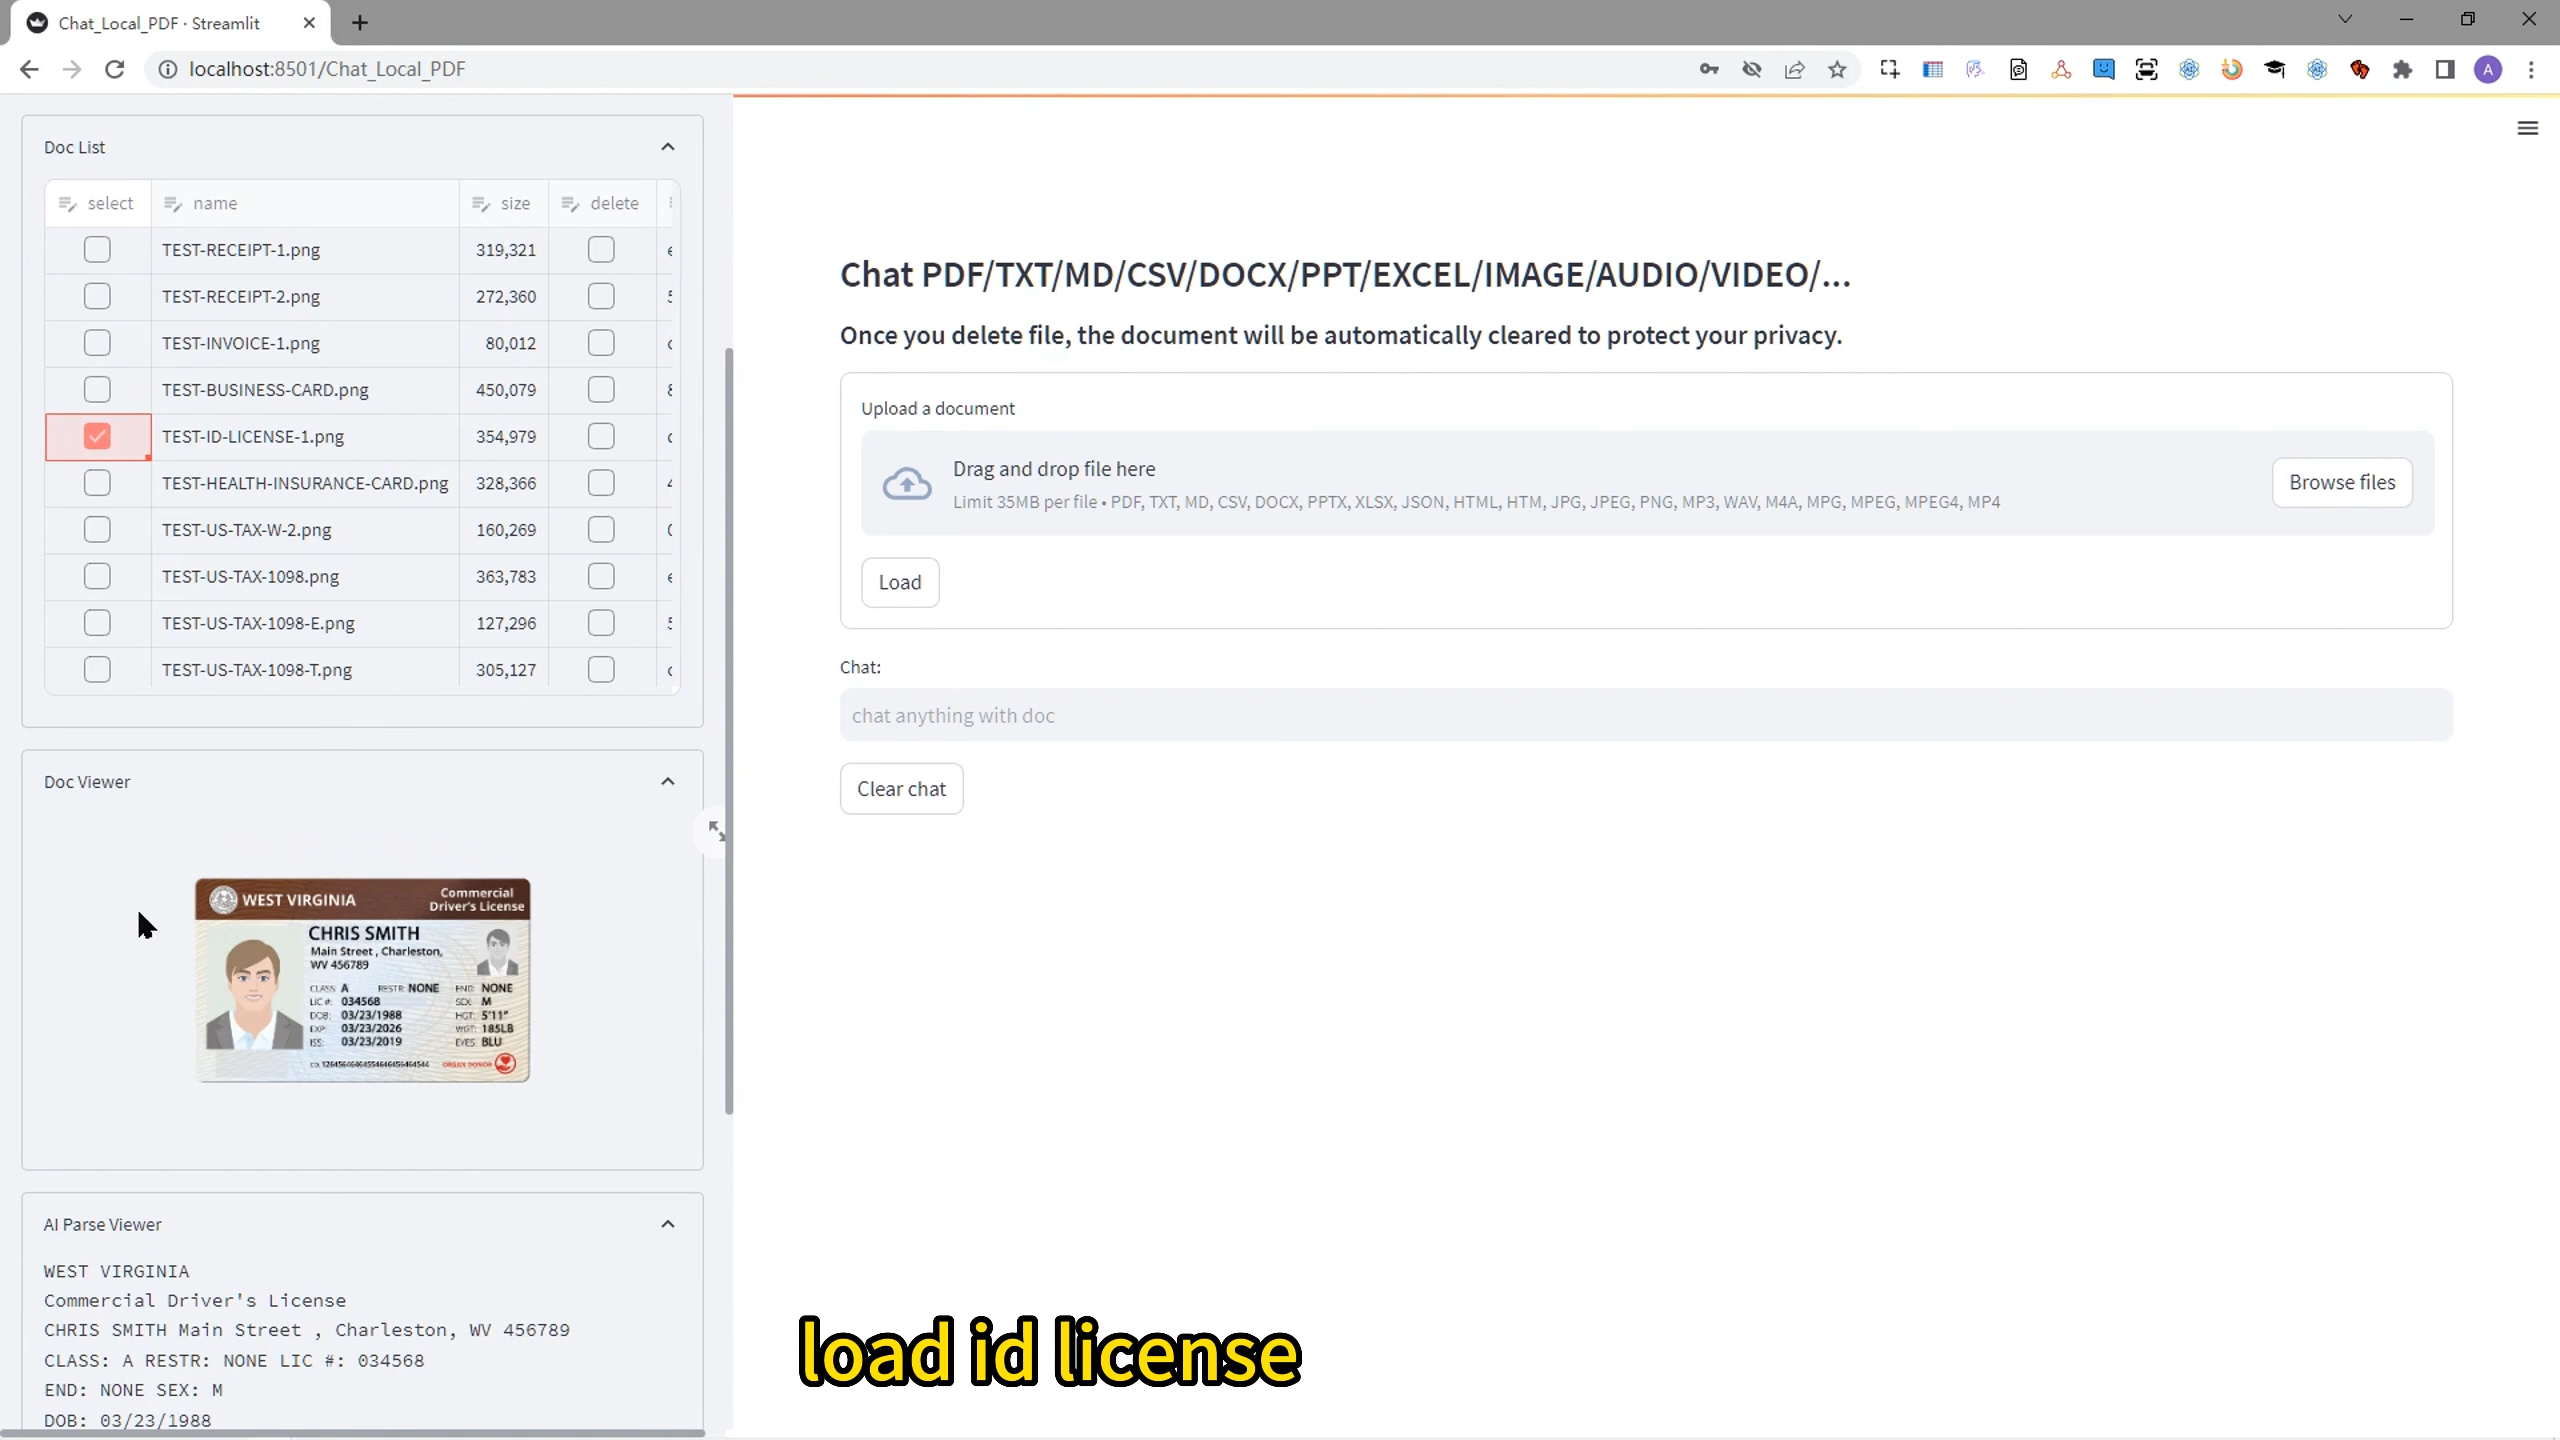 Chat_Local_PDF · Streamlit
localhost:8501/Chat_Local_PDF
A
Doc List
select name size delete
TEST-RECEIPT-1.png 319,321
TEST-RECEIPT-2.png 272,360
TEST-INVOICE-1.png 80,012
TEST-BUSINESS-CARD.png 450,079
TEST-ID-LICENSE-1.png 354,979
TEST-HEALTH-INSURANCE-CARD.png 328,366
TEST-US-TAX-W-2.png 160,269
TEST-US-TAX-1098.png 363,783
TEST-US-TAX-1098-E.png 127,296
TEST-US-TAX-1098-T.png 305,127
Doc Viewer
WEST VIRGINIA
Commercial
Driver's License
CHRIS SMITH
Main Street , Charleston,
WV 456789
CLASS: A RESTR: NONE END: NONE
LIC #: 034568 SEX: M
DOB: 03/23/1988 HGT: 5'11"
EXP: 03/23/2026 WGT: 185LB
ISS: 03/23/2019 EYES: BLU
ORGAN DONOR
AI Parse Viewer
WEST VIRGINIA
Commercial Driver's License
CHRIS SMITH Main Street , Charleston, WV 456789
CLASS: A RESTR: NONE LIC #: 034568
END: NONE SEX: M
DOB: 03/23/1988
Chat PDF/TXT/MD/CSV/DOCX/PPT/EXCEL/IMAGE/AUDIO/VIDEO/...
Once you delete file, the document will be automatically cleared to protect your privacy.
Upload a document
Drag and drop file here
Limit 35MB per file • PDF, TXT, MD, CSV, DOCX, PPTX, XLSX, JSON, HTML, HTM, JPG, JPEG, PNG, MP3, WAV, M4A, MPG, MPEG, MPEG4, MP4
Browse files
Load
Chat:
chat anything with doc
Clear chat
load id license